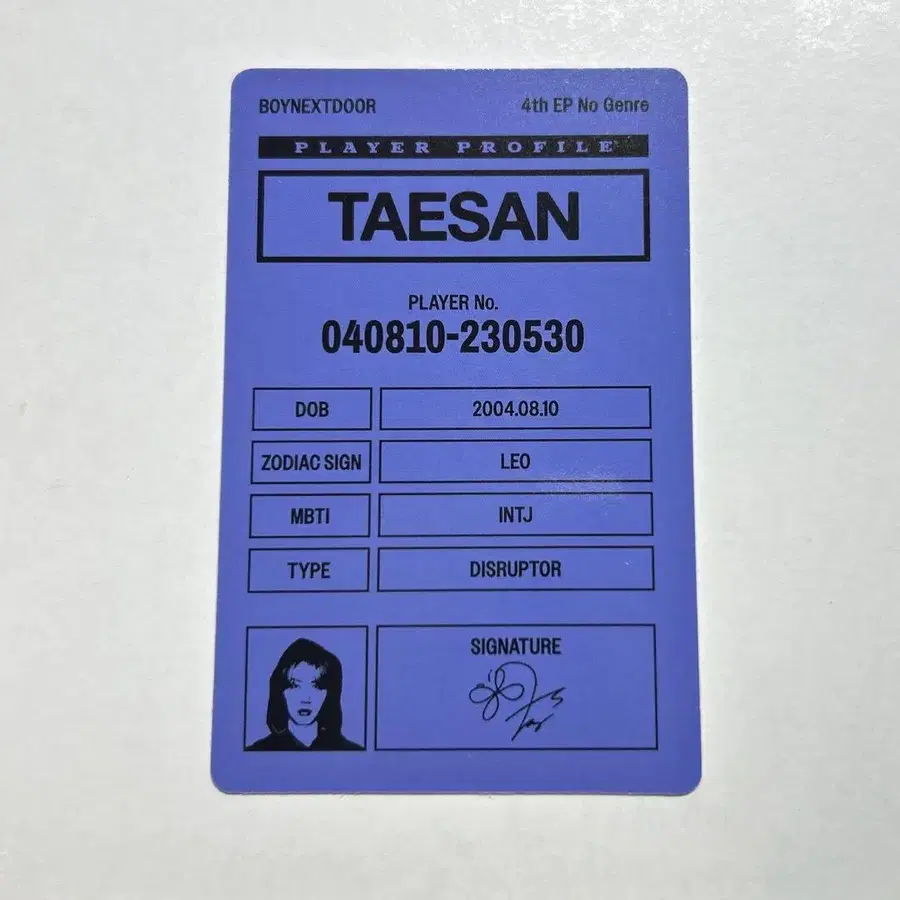 BOYNEXTDOOR 4th EP No Genre
PLAYER PROFILE
TAESAN
PLAYER No.
040810-230530
DOB 2004.08.10
ZODIAC SIGN LEO
MBTI INTJ
TYPE DISRUPTOR
SIGNATURE